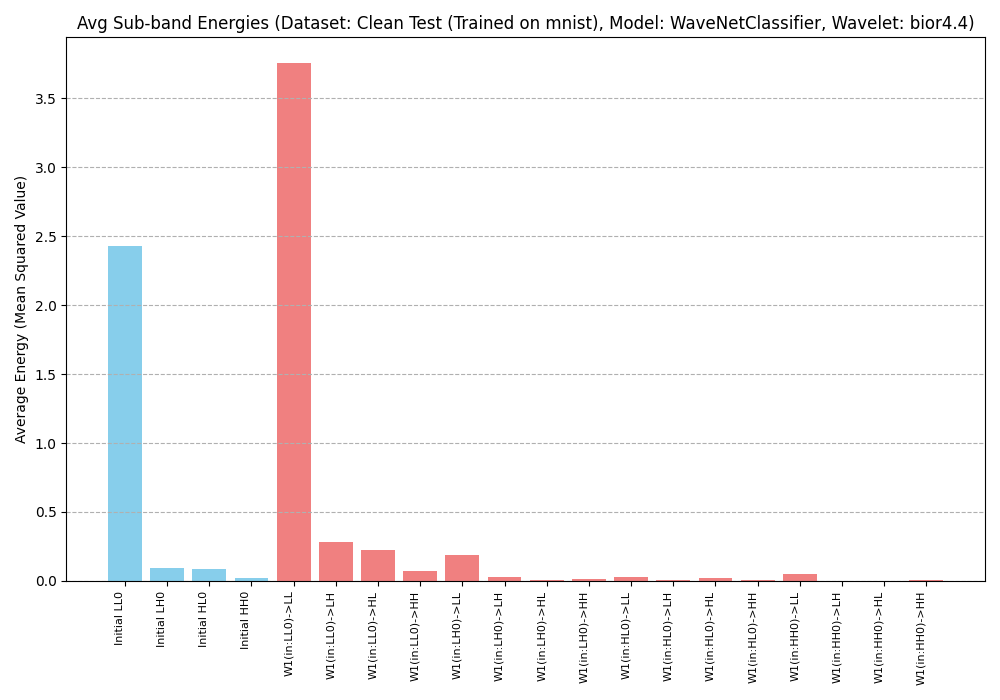 Avg Sub-band Energies (Dataset: Clean Test (Trained on mnist), Model: WaveNetClassifier, Wavelet: bior4.4)
Average Energy (Mean Squared Value)
3.5
3.0
2.5
2.0
1.5
1.0
0.5
0.0
Initial LL0
Initial LH0
Initial HL0
Initial HH0
W1(in:LL0)->LL
W1(in:LL0)->LH
W1(in:LL0)->HL
W1(in:LL0)->HH
W1(in:LH0)->LL
W1(in:LH0)->LH
W1(in:LH0)->HL
W1(in:LH0)->HH
W1(in:HL0)->LL
W1(in:HL0)->LH
W1(in:HL0)->HL
W1(in:HL0)->HH
W1(in:HH0)->LL
W1(in:HH0)->LH
W1(in:HH0)->HL
W1(in:HH0)->HH